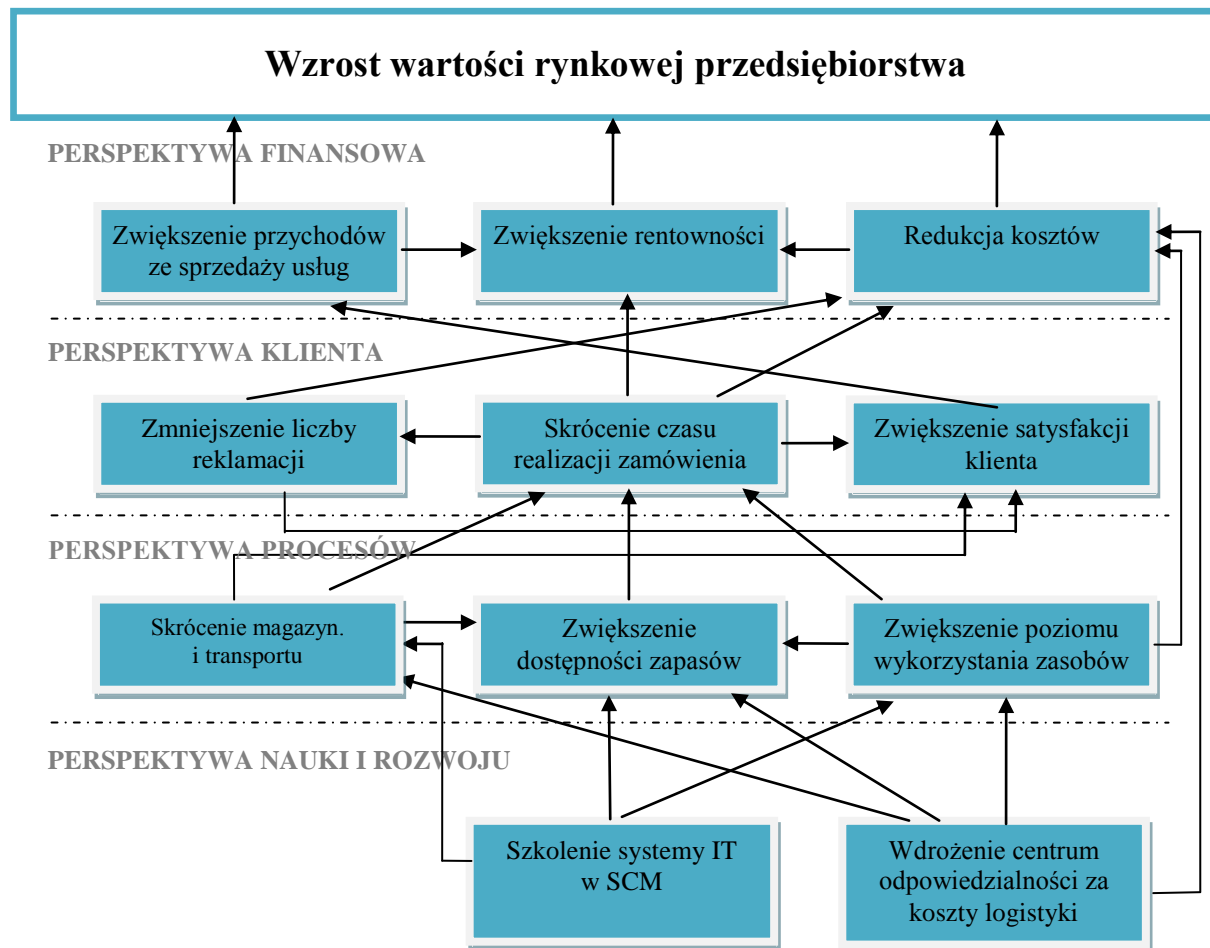 Wzrost wartości rynkowej przedsiębiorstwa
PERSPEKTYWA FINANSOWA
Zwiększenie przychodów
ze sprzedaży usług
Zwiększenie rentowności
Redukcja kosztów
PERSPEKTYWA KLIENTA
Zmniejszenie liczby
reklamacji
Skrócenie czasu
realizacji zamówienia
Zwiększenie satysfakcji
klienta
PERSPEKTYWA PROCESÓW
Skrócenie magazyn.
i transportu
Zwiększenie
dostępności zapasów
Zwiększenie poziomu
wykorzystania zasobów
PERSPEKTYWA NAUKI I ROZWOJU
Szkolenie systemy IT
w SCM
Wdrożenie centrum
odpowiedzialności za
koszty logistyki